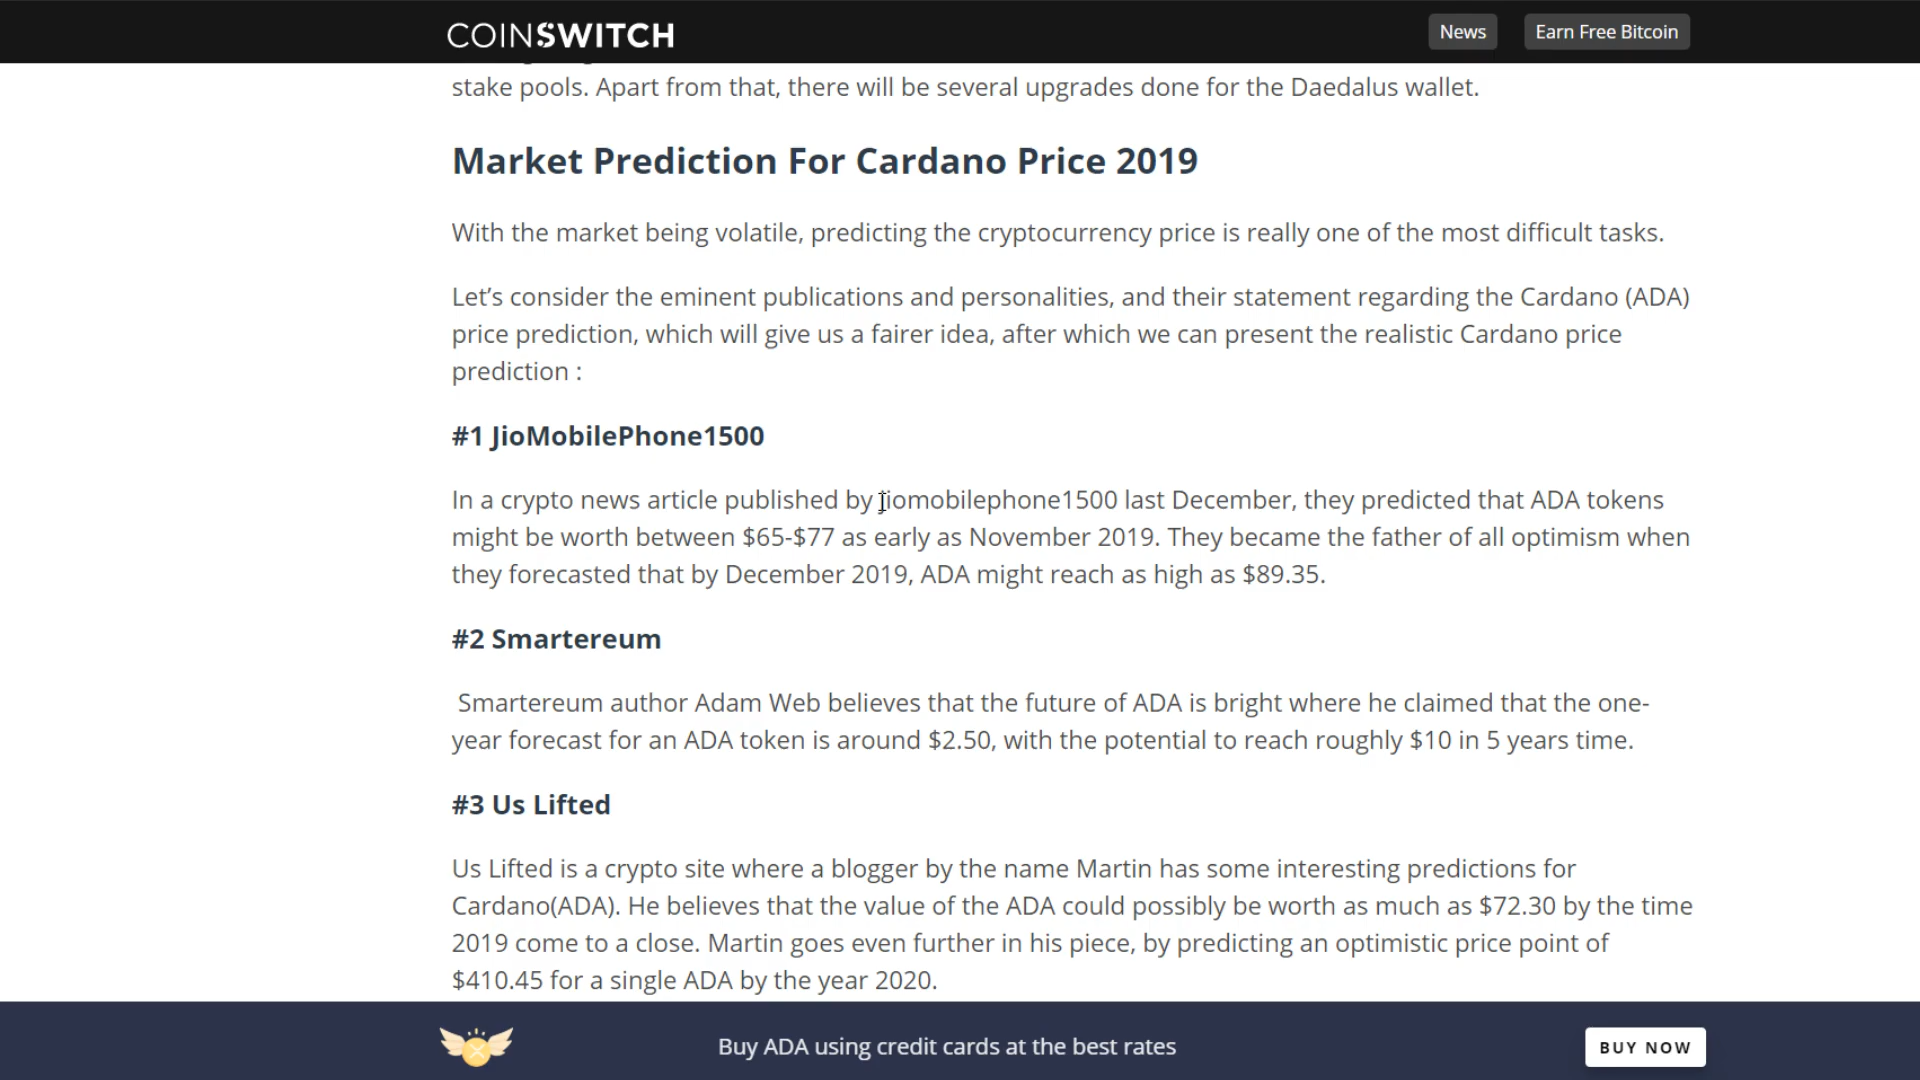 COINSWITCH
News
Earn Free Bitcoin
stake pools. Apart from that, there will be several upgrades done for the Daedalus wallet.
Market Prediction For Cardano Price 2019
With the market being volatile, predicting the cryptocurrency price is really one of the most difficult tasks.
Let’s consider the eminent publications and personalities, and their statement regarding the Cardano (ADA)
price prediction, which will give us a fairer idea, after which we can present the realistic Cardano price
prediction :
#1 JioMobilePhone1500
In a crypto news article published by jiomobilephone1500 last December, they predicted that ADA tokens
might be worth between $65-$77 as early as November 2019. They became the father of all optimism when
they forecasted that by December 2019, ADA might reach as high as $89.35.
#2 Smartereum
Smartereum author Adam Web believes that the future of ADA is bright where he claimed that the one-
year forecast for an ADA token is around $2.50, with the potential to reach roughly $10 in 5 years time.
#3 Us Lifted
Us Lifted is a crypto site where a blogger by the name Martin has some interesting predictions for
Cardano(ADA). He believes that the value of the ADA could possibly be worth as much as $72.30 by the time
2019 come to a close. Martin goes even further in his piece, by predicting an optimistic price point of
$410.45 for a single ADA by the year 2020.
Buy ADA using credit cards at the best rates
BUY NOW